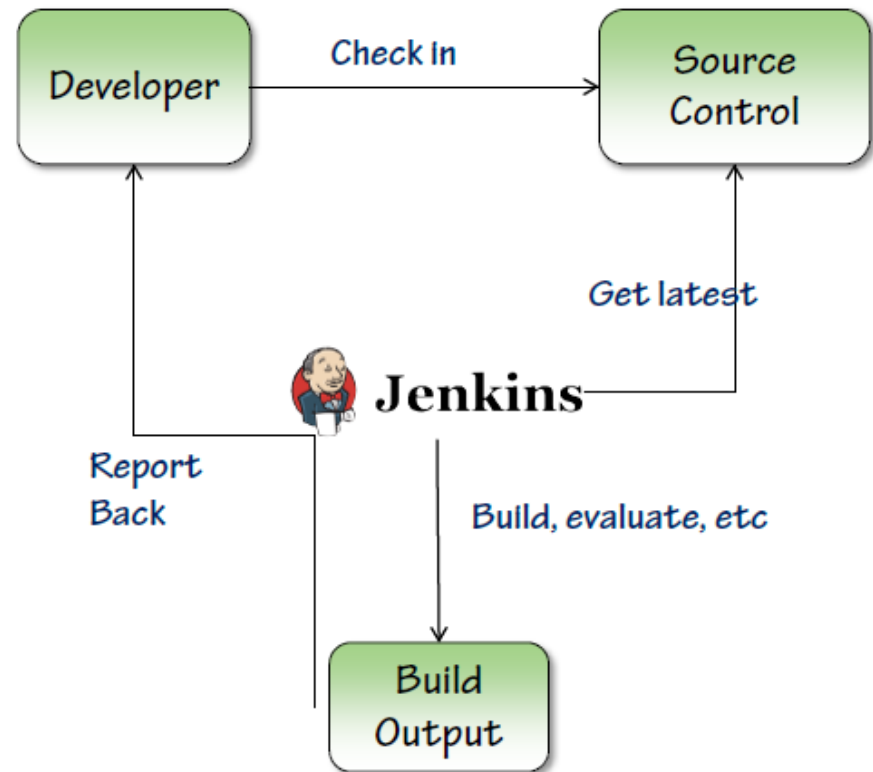 Developer
Check in
Source
Control
Get latest
Jenkins
Report
Back
Build, evaluate, etc
Build
Output